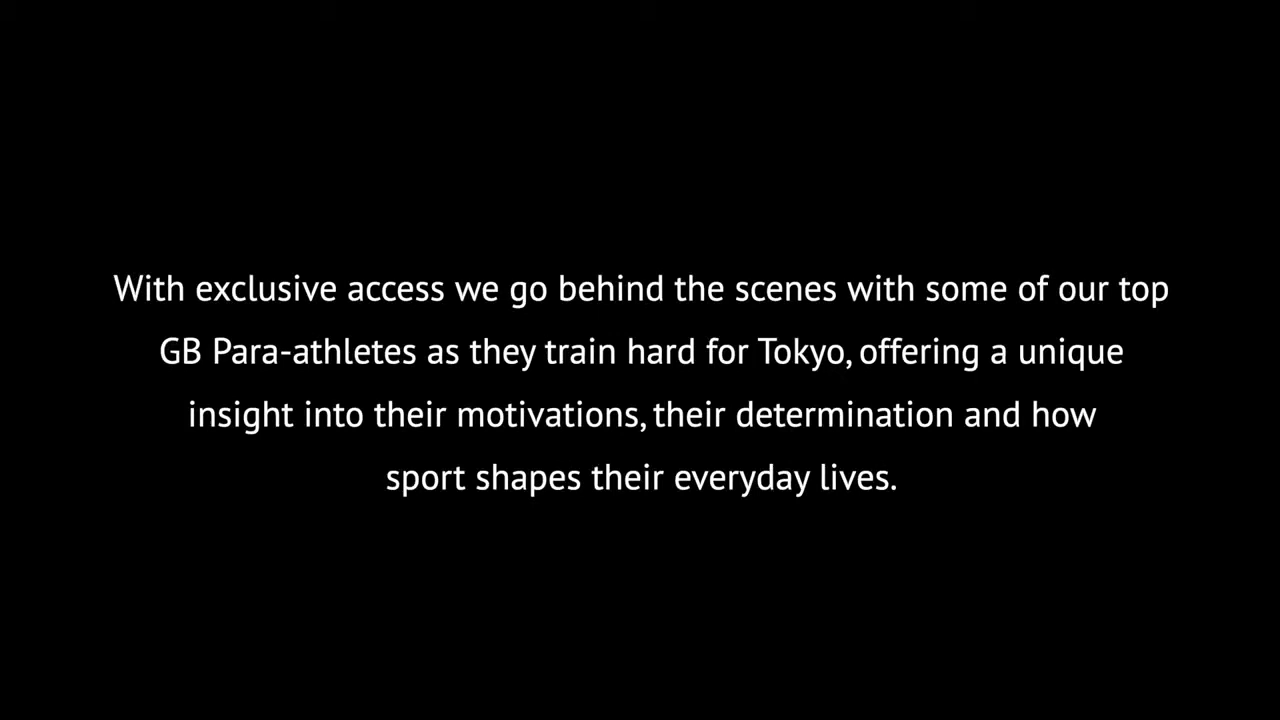 With exclusive access we go behind the scenes with some of our top
GB Para-athletes as they train hard for Tokyo, offering a unique
insight into their motivations, their determination and how
sport shapes their everyday lives.